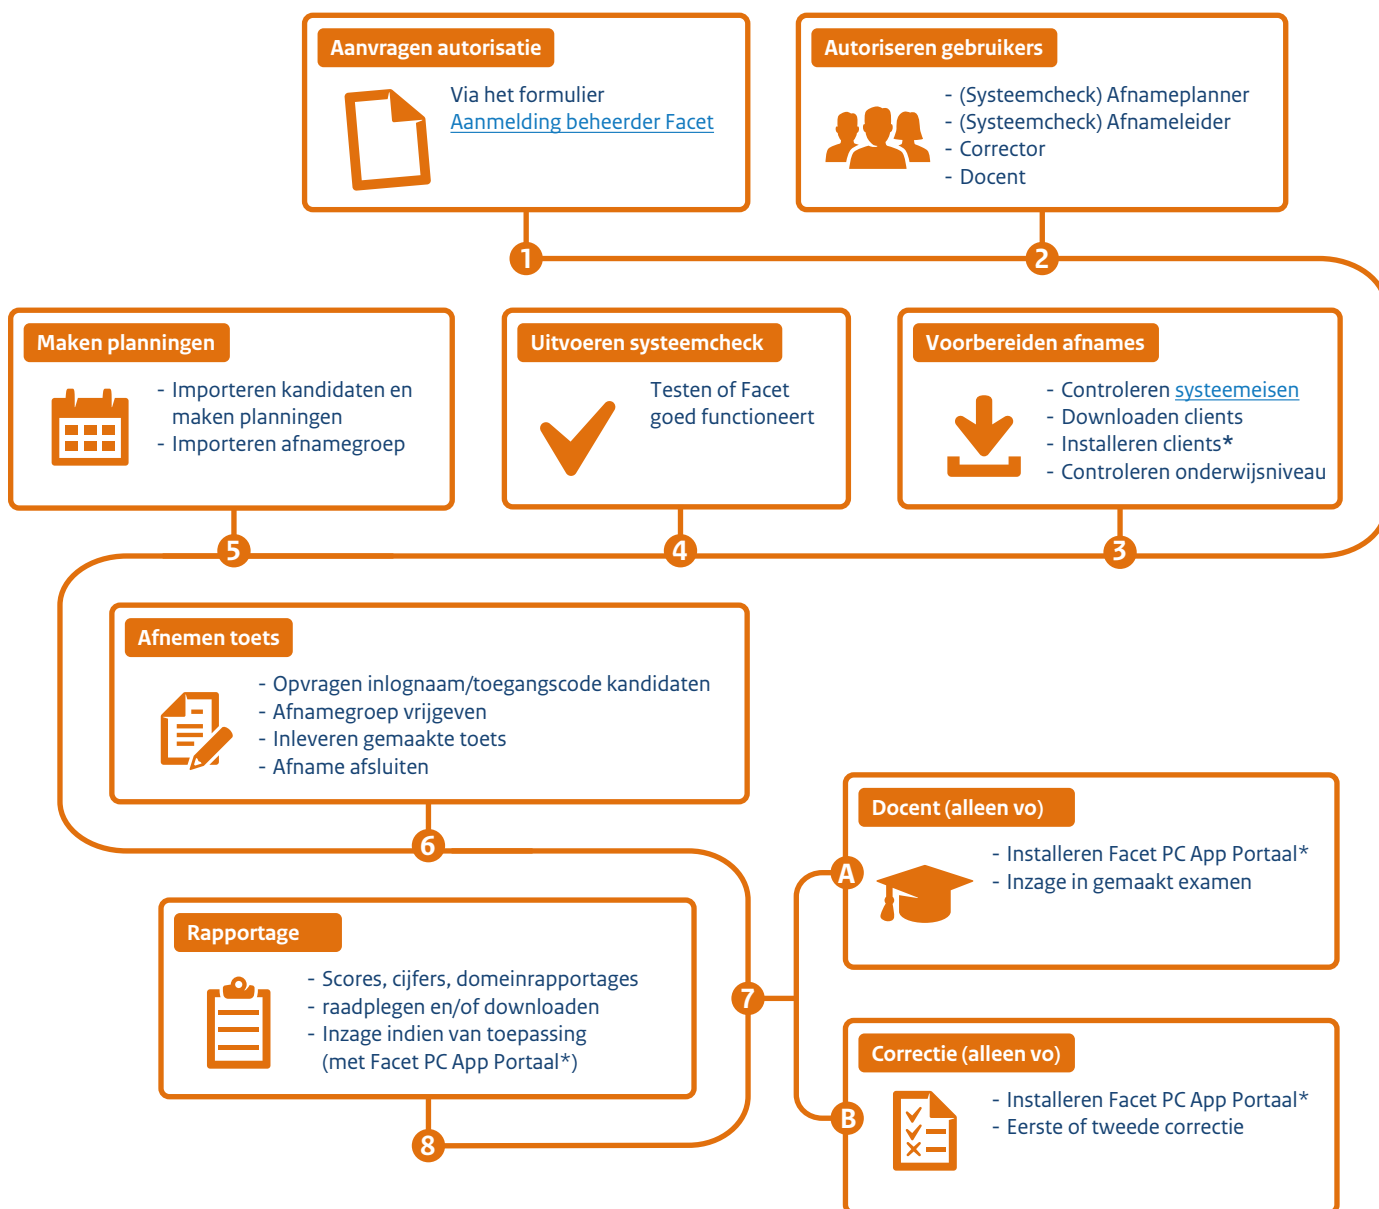 Aanvragen autorisatie
Via het formulier
Aanmelding beheerder Facet
1
Autoriseren gebruikers
- (Systeemcheck) Afnameplanner
- (Systeemcheck) Afnameleider
- Corrector
- Docent
2
Voorbereiden afnames
- Controleren systeemeisen
- Downloaden clients
- Installeren clients*
- Controleren onderwijsniveau
3
Uitvoeren systeemcheck
Testen of Facet
goed functioneert
4
Maken planningen
- Importeren kandidaten en
maken planningen
- Importeren afnamegroep
5
Afnemen toets
- Opvragen inlognaam/toegangscode kandidaten
- Afnamegroep vrijgeven
- Inleveren gemaakte toets
- Afname afsluiten
6
7
Docent (alleen vo)
- Installeren Facet PC App Portaal*
- Inzage in gemaakt examen
A
Correctie (alleen vo)
- Installeren Facet PC App Portaal*
- Eerste of tweede correctie
B
Rapportage
- Scores, cijfers, domeinrapportages
- raadplegen en/of downloaden
- Inzage indien van toepassing
(met Facet PC App Portaal*)
8